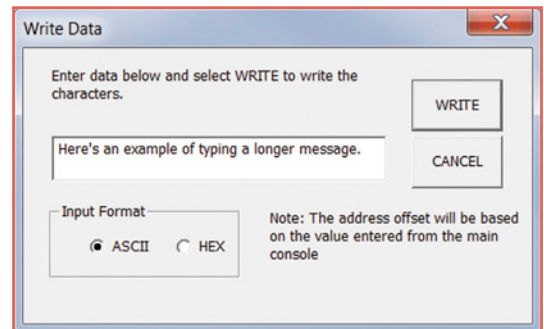 Write Data
X
Enter data below and select WRITE to write the
characters.
WRITE
Here's an example of typing a longer message.
CANCEL
Input Format
ASCII
HEX
Note: The address offset will be based
on the value entered from the main
console